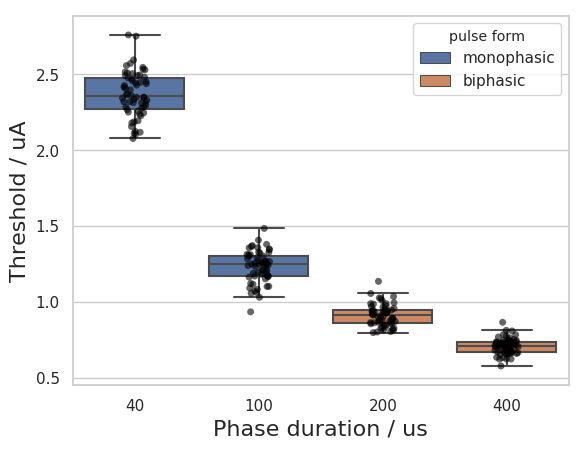 pulse form
monophasic
biphasic
Threshold / uA
2.5
2.0
1.5
1.0
0.5
40 100 200 400
Phase duration / us